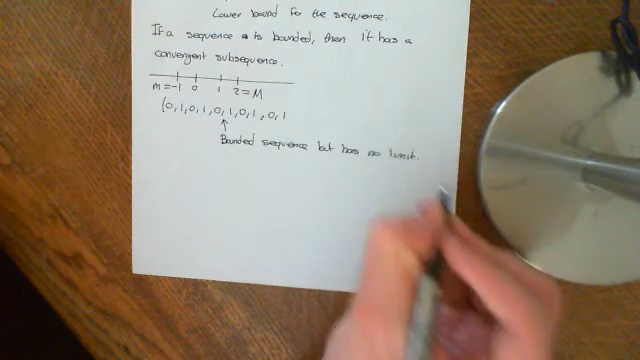 Lower bound for the sequence.
If a sequence is bounded, then it has a
convergent subsequence.
m=-1 0 1 2=M
(0,1,0,1,0,1,0,1,0,1
Bounded sequence but has no limit.